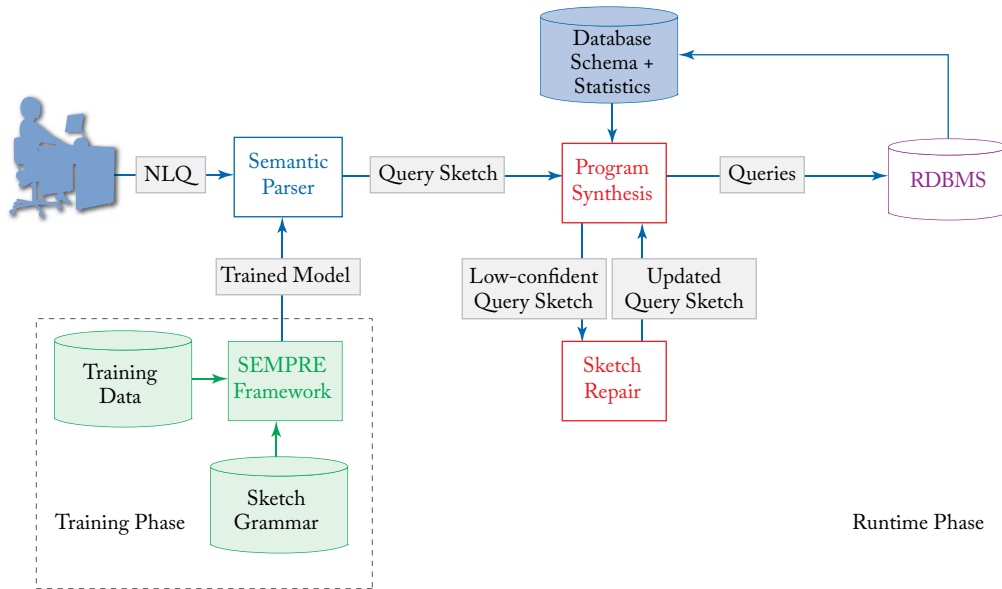 Database
Schema +
Statistics
NLQ
Semantic
Parser
Query Sketch
Program
Synthesis
Queries
RDBMS
Trained Model
Low-confident
Query Sketch
Updated
Query Sketch
Training
Data
SEMPRE
Framework
Sketch
Repair
Sketch
Grammar
Training Phase
Runtime Phase